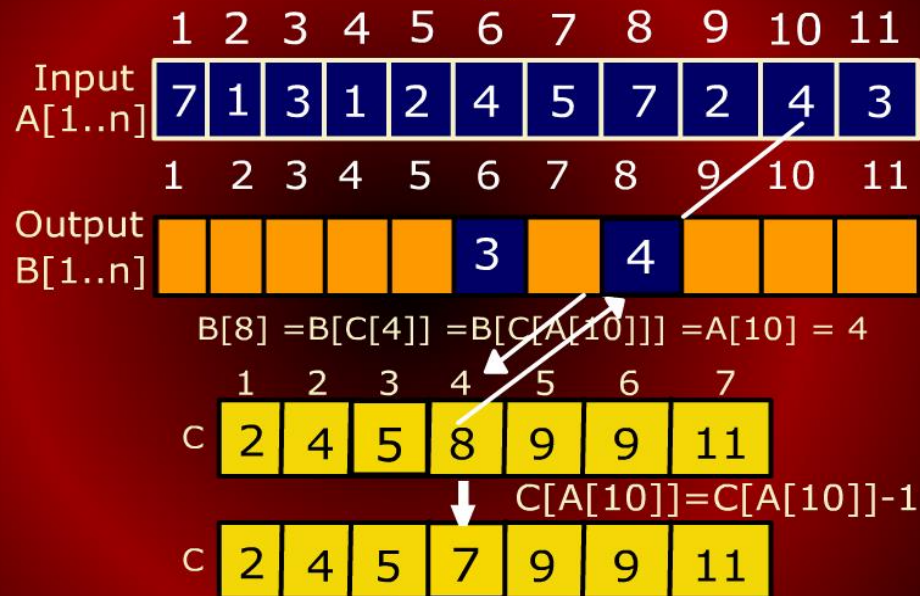 1 2 3 4 5 6 7 8 9 10 11
Input
A[1..n]
7 1 3 1 2 4 5 7 2 4 3
1 2 3 4 5 6 7 8 9 10 11
Output
B[1..n]
3 4
B[8] =B[C[4]] =B[C[A[10]]] =A[10] = 4
1 2 3 4 5 6 7
C 2 4 5 8 9 9 11
C[A[10]]=C[A[10]]-1
C 2 4 5 7 9 9 11